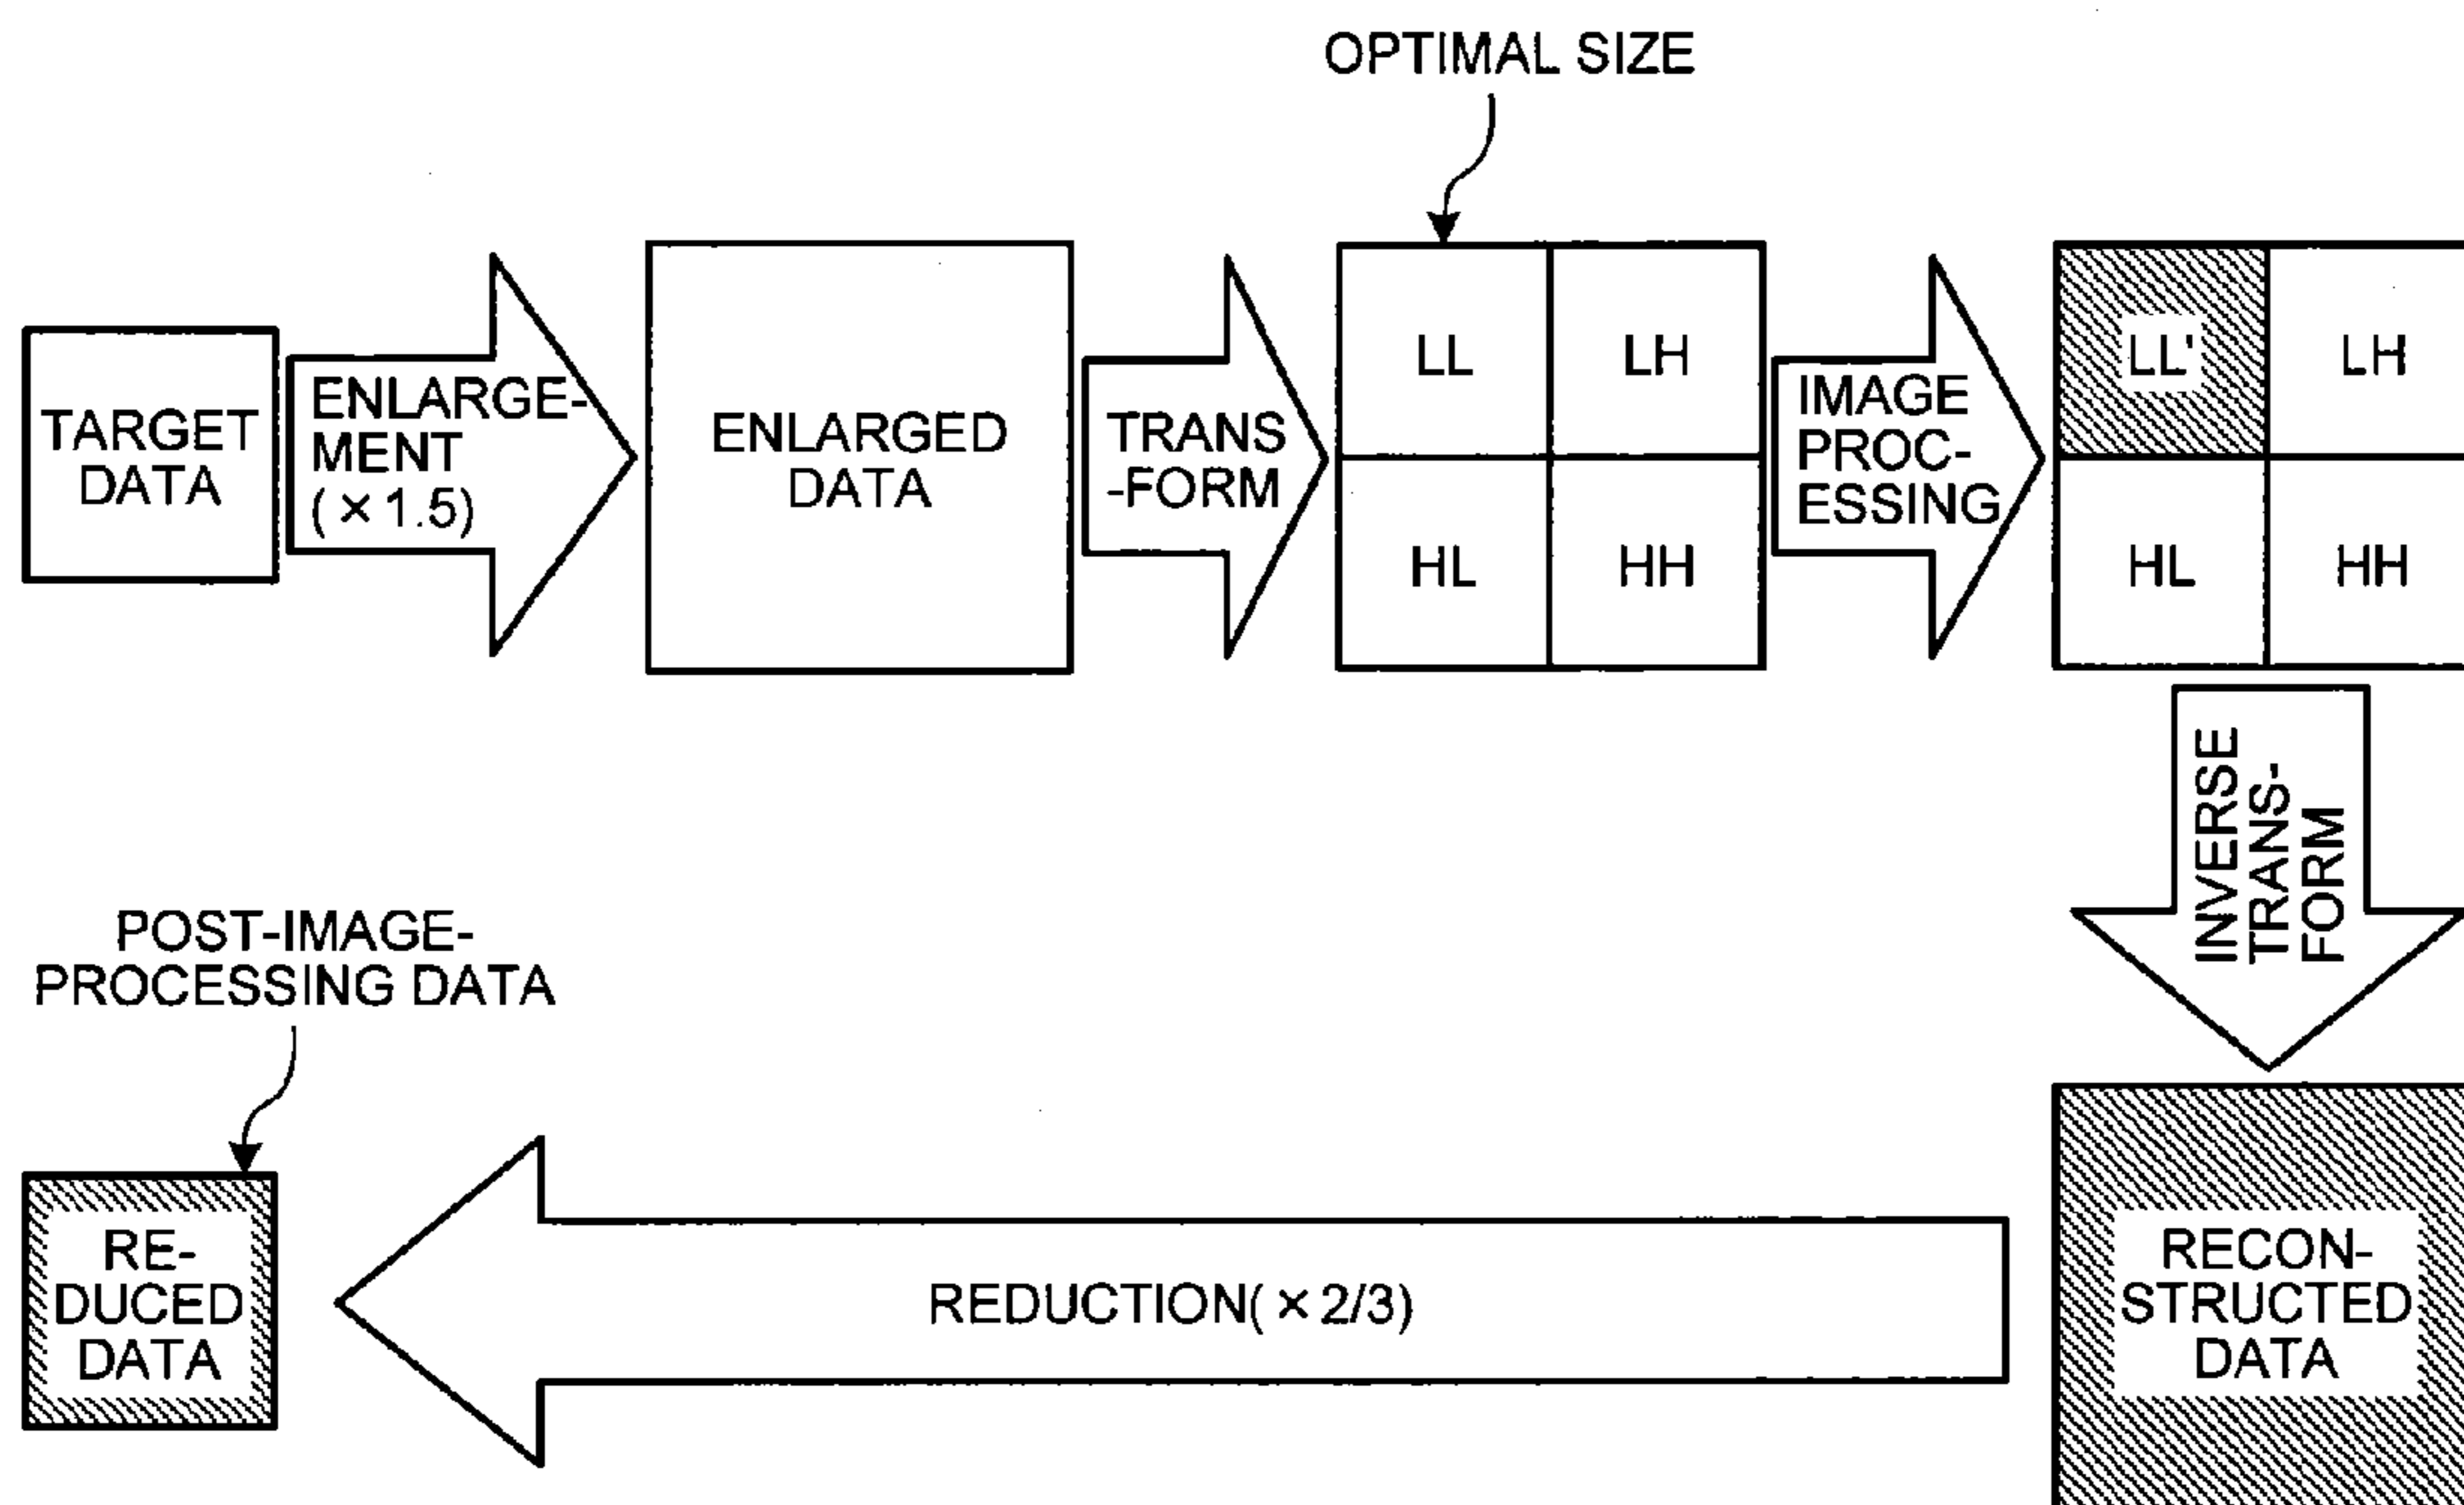 OPTIMAL SIZE
TARGET
DATA
ENLARGE-
MENT
(×1.5)
ENLARGED
DATA
TRANS
-FORM
LL
LH
HL
HH
IMAGE
PROC-
ESSING
LL'
LH
HL
HH
INVERSE
TRANS-
FORM
POST-IMAGE-
PROCESSING DATA
RE-
DUCED
DATA
REDUCTION(×2/3)
RECON-
STRUCTED
DATA